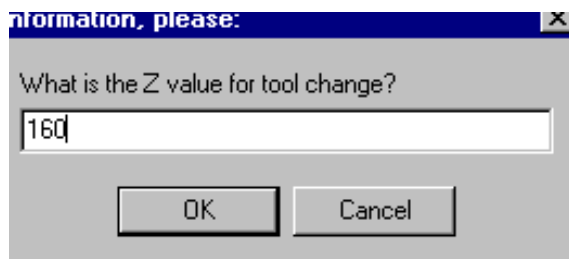 nformation, please:
What is the Z value for tool change?
160
OK Cancel